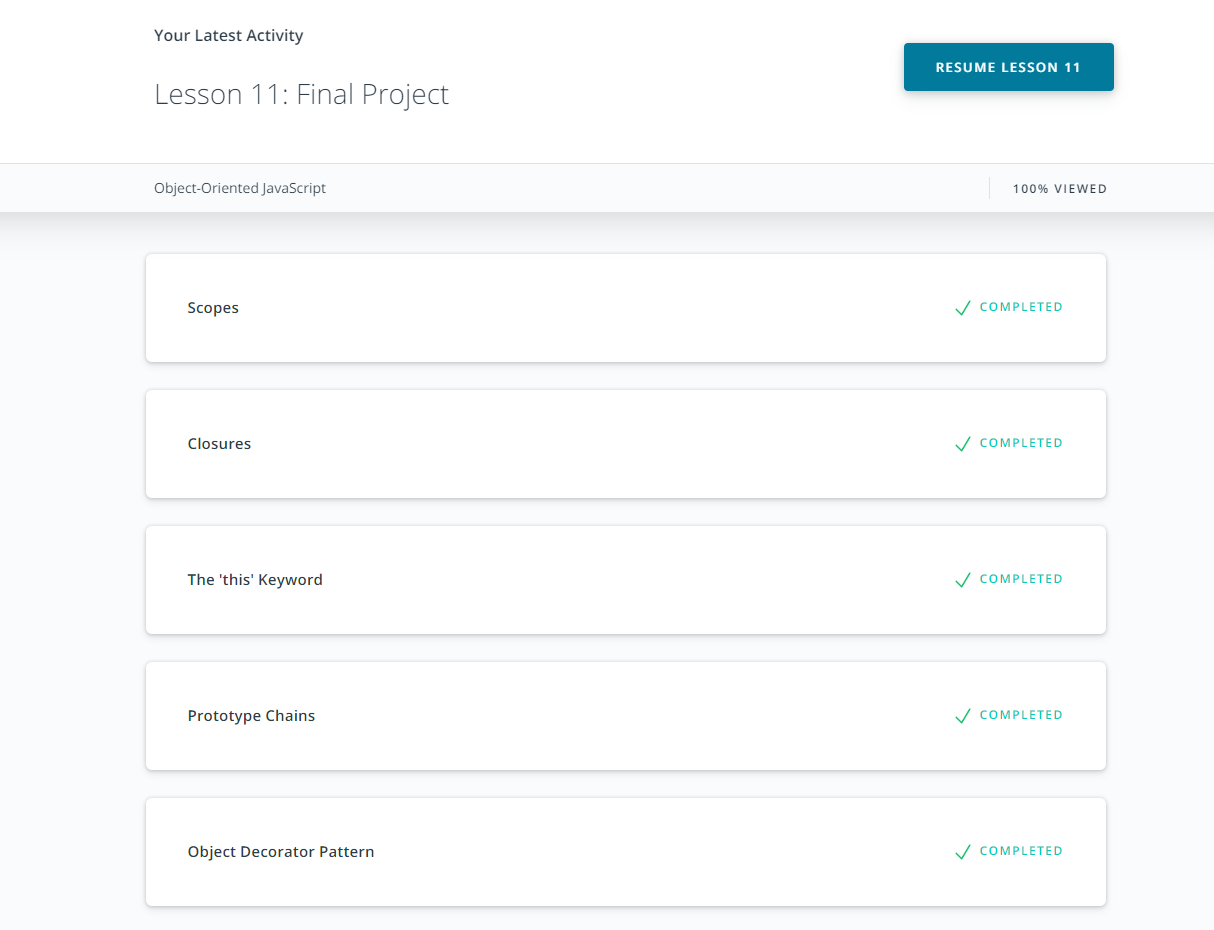 Your Latest Activity
RESUME LESSON 11
Lesson 11: Final Project
Object-Oriented JavaScript
100% VIEWED
Scopes
COMPLETED
Closures
COMPLETED
The 'this' Keyword
COMPLETED
Prototype Chains
COMPLETED
Object Decorator Pattern
COMPLETED